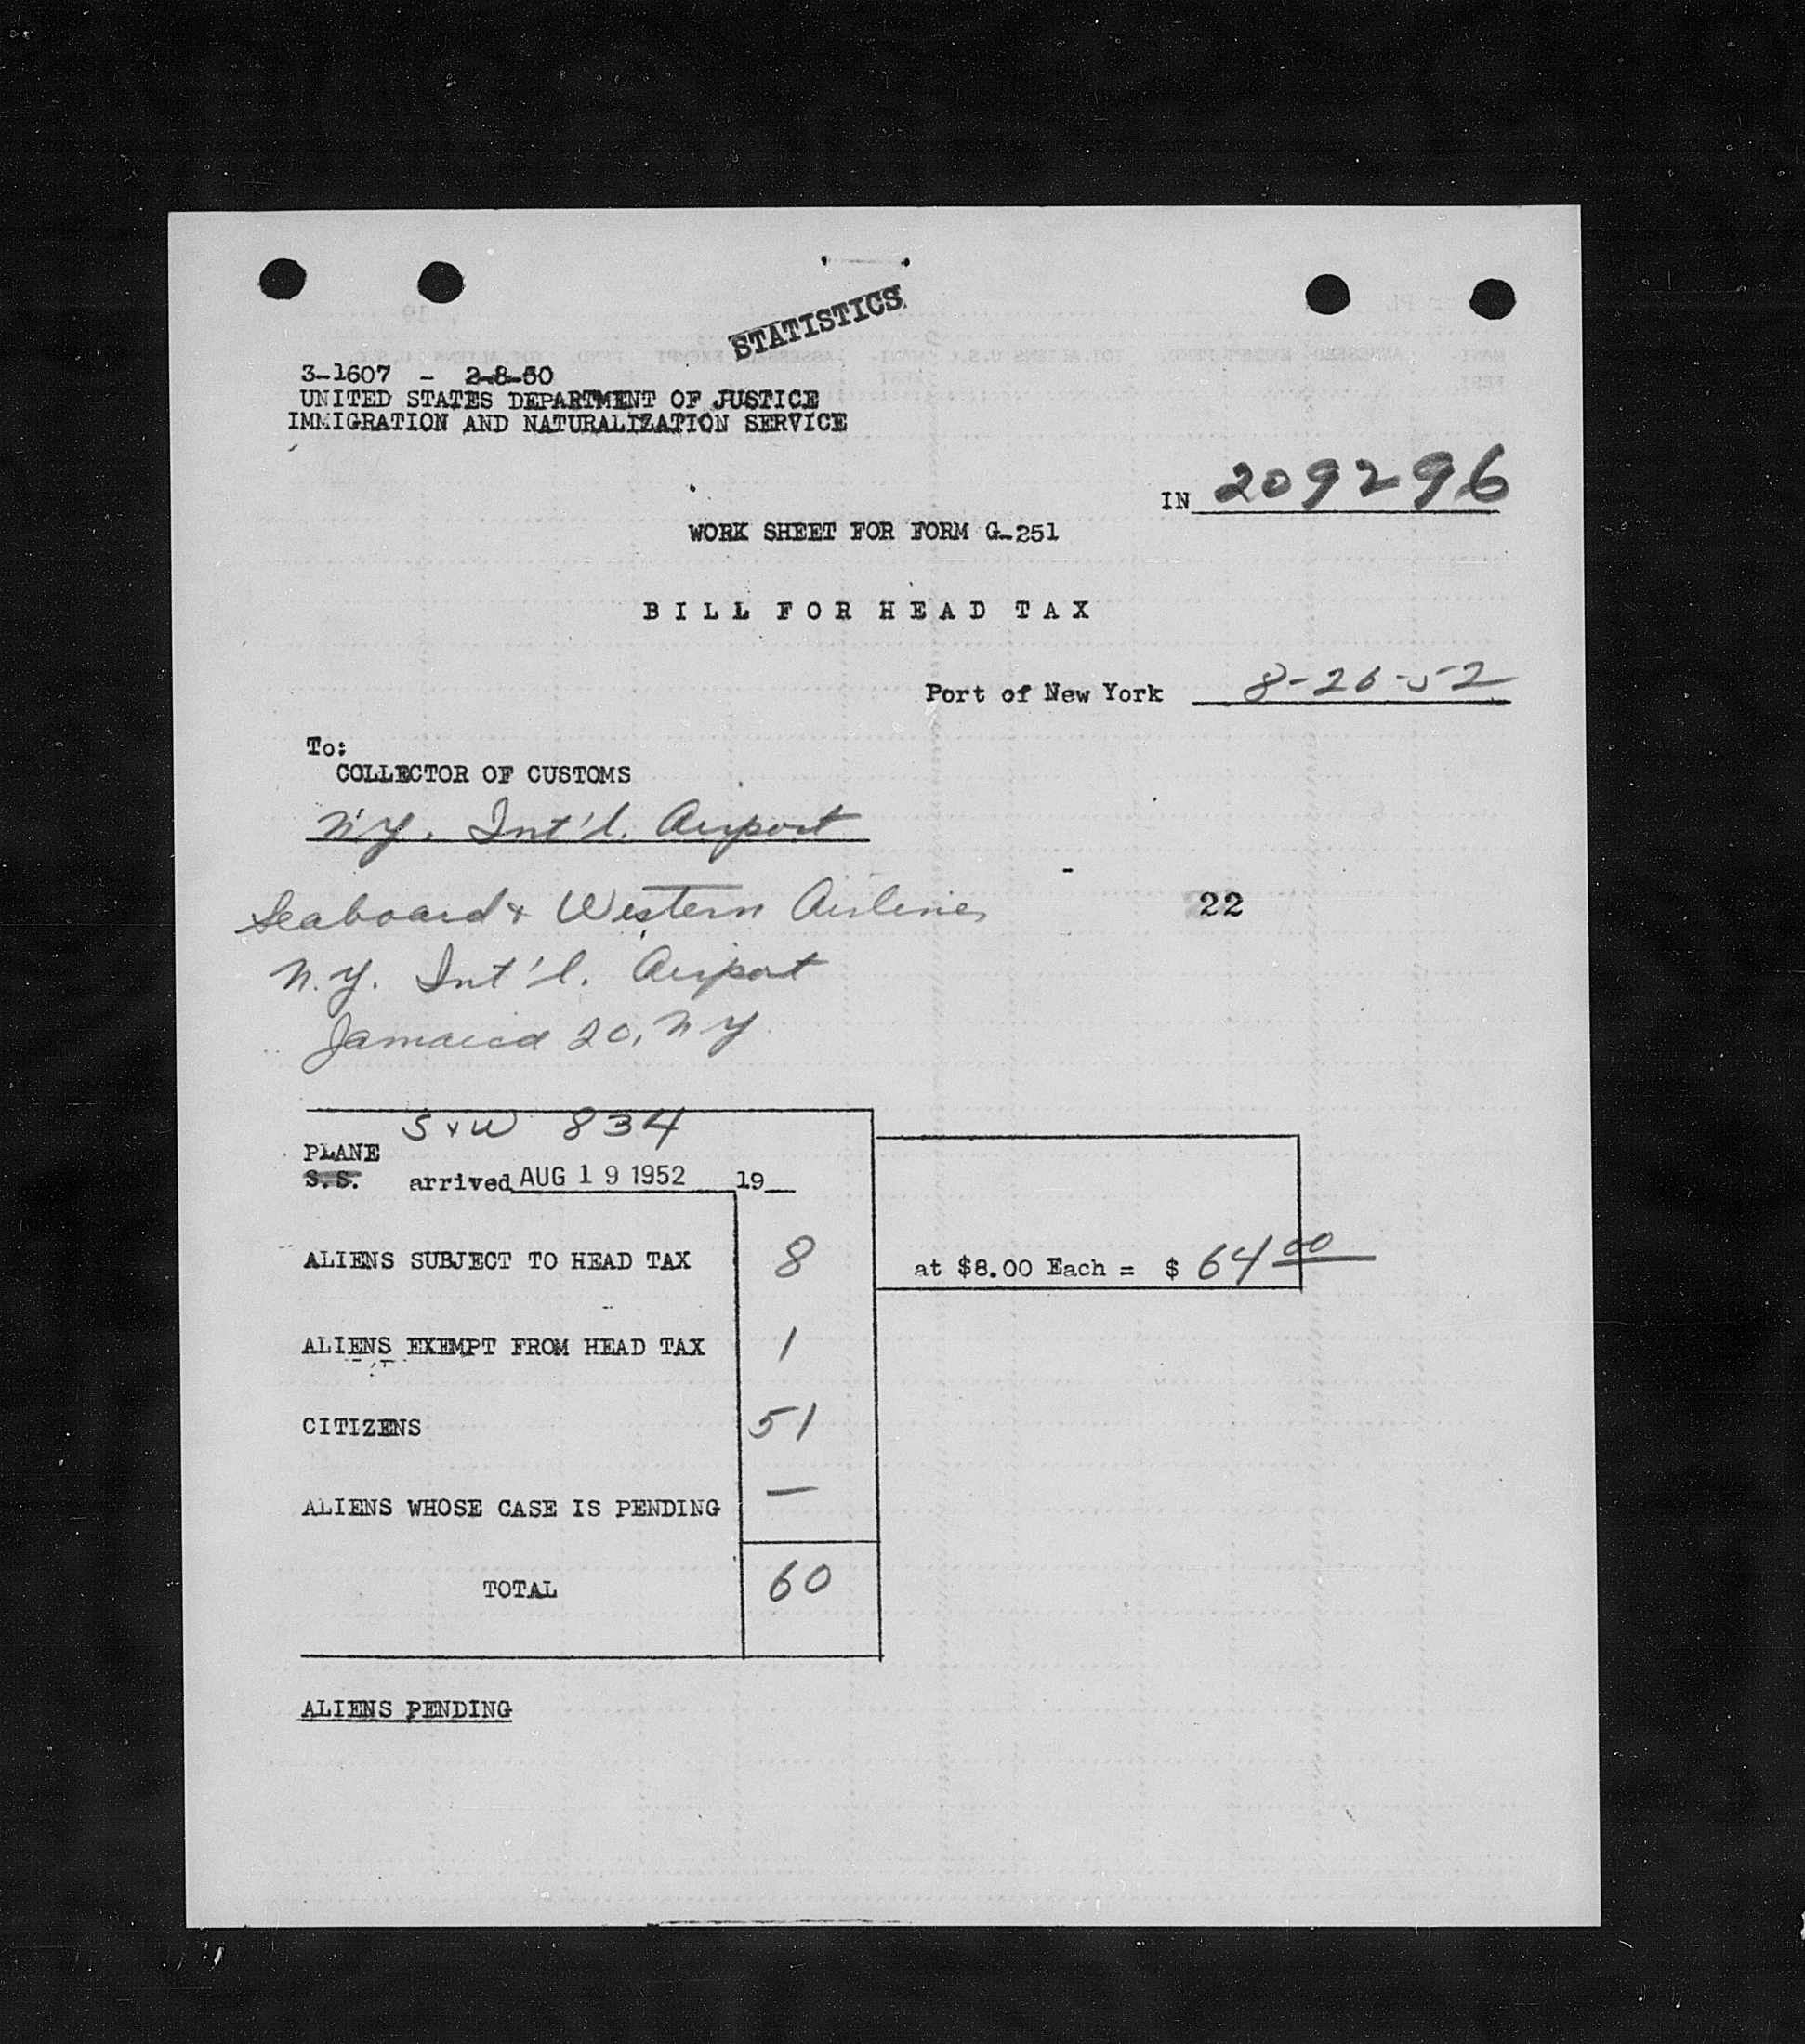 STATISTICS
3-1607 - 2-8-50
UNITED STATES DEPARTMENT OF JUSTICE
IMMIGRATION AND NATURALIZATION SERVICE
IN 209296
WORK SHEET FOR FORM G-251
BILL FOR HEAD TAX
Port of New York 8-26-52
To:
COLLECTOR OF CUSTOMS
N.Y. Int'l. Airport
Seaboard & Western Airlines
22
N.Y. Int'l. Airport
Jamaica 20, NY
S & W 834
PLANE
S.S. arrived AUG 19 1952 19
ALIENS SUBJECT TO HEAD TAX 8 at $8.00 Each = $ 64 00
ALIENS EXEMPT FROM HEAD TAX 1
CITIZENS 51
ALIENS WHOSE CASE IS PENDING —
TOTAL 60
ALIENS PENDING